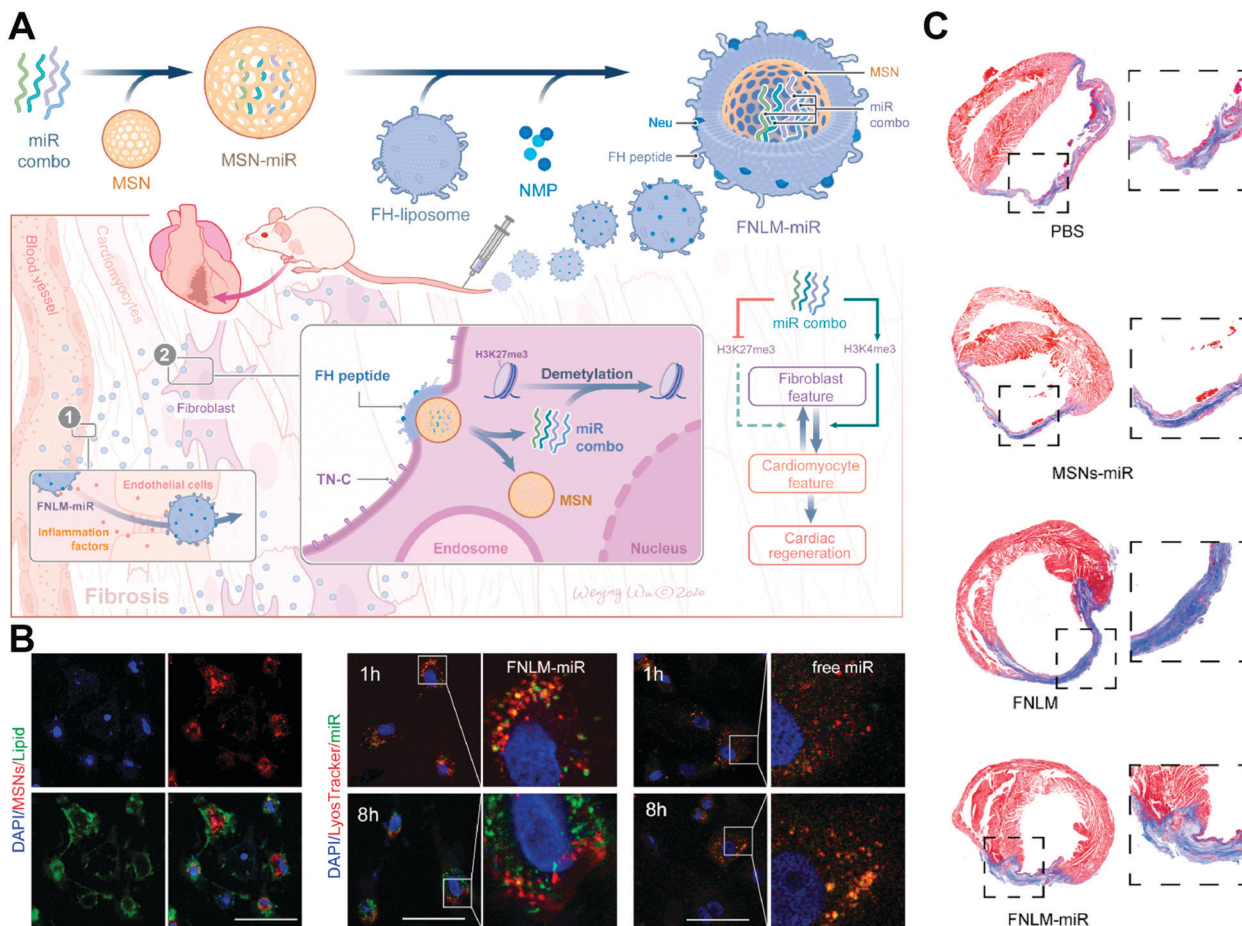 A
miR
combo
MSN
MSN-miR
FH-liposome
NMP
MSN
miR
combo
Neu
FH peptide
FNLM-miR
Blood vessel
Cardiomyocytes
2
Fibroblast
1
FNLM-miR
Endothelial cells
Inflammation
factors
Fibrosis
FH peptide
TN-C
H3K27me3
Demetylation
miR
combo
MSN
Endosome
Nucleus
miR combo
H3K27me3
H3K4me3
Fibroblast
feature
Cardiomyocyte
feature
Cardiac
regeneration
Wenjing Wu © 2020
B
DAPI/MSNs/Lipid
DAPI/LyosTracker/miR
1h
FNLM-miR
8h
1h
free miR
8h
C
PBS
MSNs-miR
FNLM
FNLM-miR